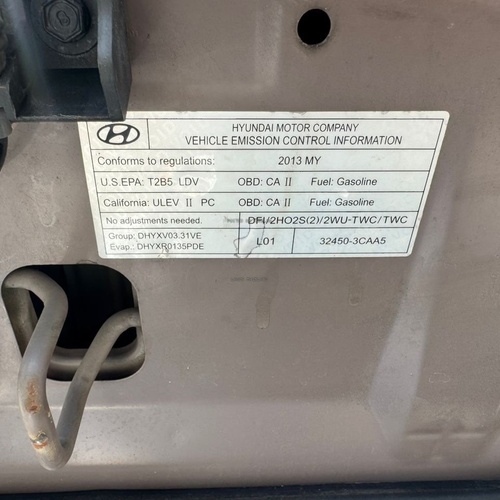 HYUNDAI MOTOR COMPANY
VEHICLE EMISSION CONTROL INFORMATION
Conforms to regulations: 2013 MY
U.S.EPA: T2B5 LDV OBD: CA II Fuel: Gasoline
California: ULEV II PC OBD: CA II Fuel: Gasoline
No adjustments needed. DFI/2HO2S(2)/2WU-TWC/TWC
Group: DHYXV03.31VE
Evap.: DHYXR0135PDE
L01 32450-3CAA5